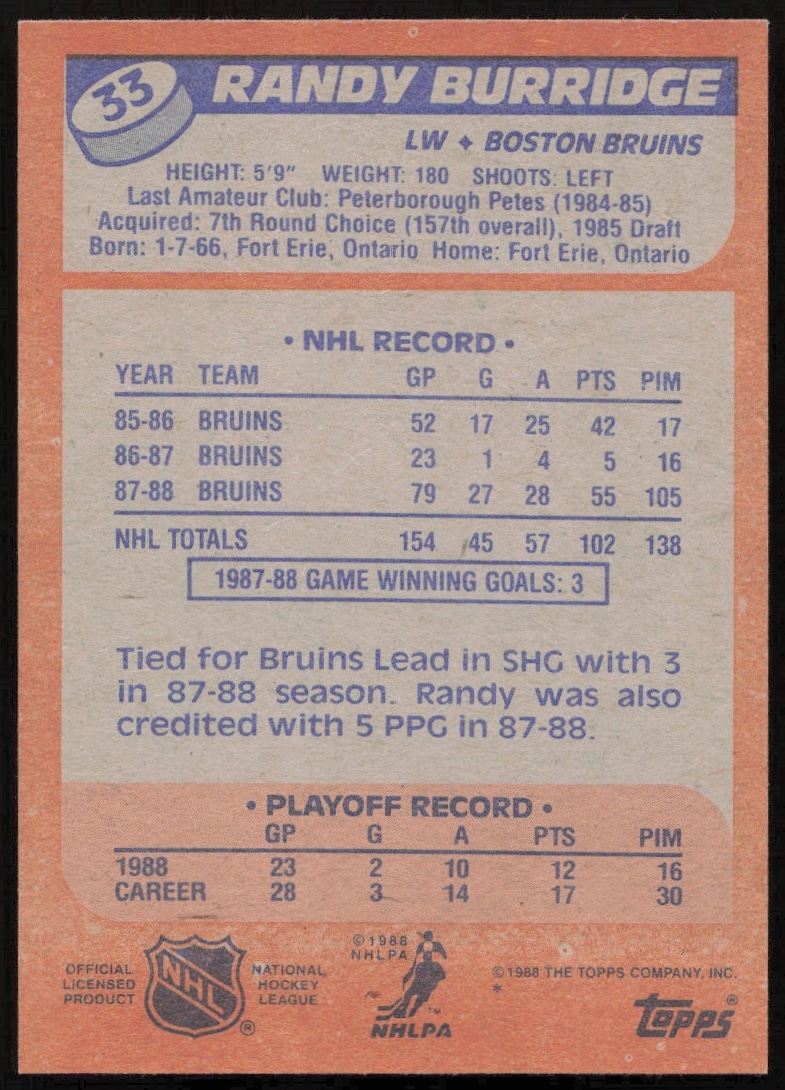 33
RANDY BURRIDGE
LW ♦ BOSTON BRUINS
HEIGHT: 5'9" WEIGHT: 180 SHOOTS: LEFT
Last Amateur Club: Peterborough Petes (1984-85)
Acquired: 7th Round Choice (157th overall), 1985 Draft
Born: 1-7-66, Fort Erie, Ontario Home: Fort Erie, Ontario
• NHL RECORD •
YEAR TEAM GP G A PTS PIM
85-86 BRUINS 52 17 25 42 17
86-87 BRUINS 23 1 4 5 16
87-88 BRUINS 79 27 28 55 105
NHL TOTALS 154 45 57 102 138
1987-88 GAME WINNING GOALS: 3
Tied for Bruins Lead in SHG with 3
in 87-88 season. Randy was also
credited with 5 PPG in 87-88.
• PLAYOFF RECORD •
GP G A PTS PIM
1988 23 2 10 12 16
CAREER 28 3 14 17 30
OFFICIAL
LICENSED
PRODUCT
NHL
®
NATIONAL
HOCKEY
LEAGUE
©1988
NHLPA
™
NHLPA
©1988 THE TOPPS COMPANY, INC.
*
topps®